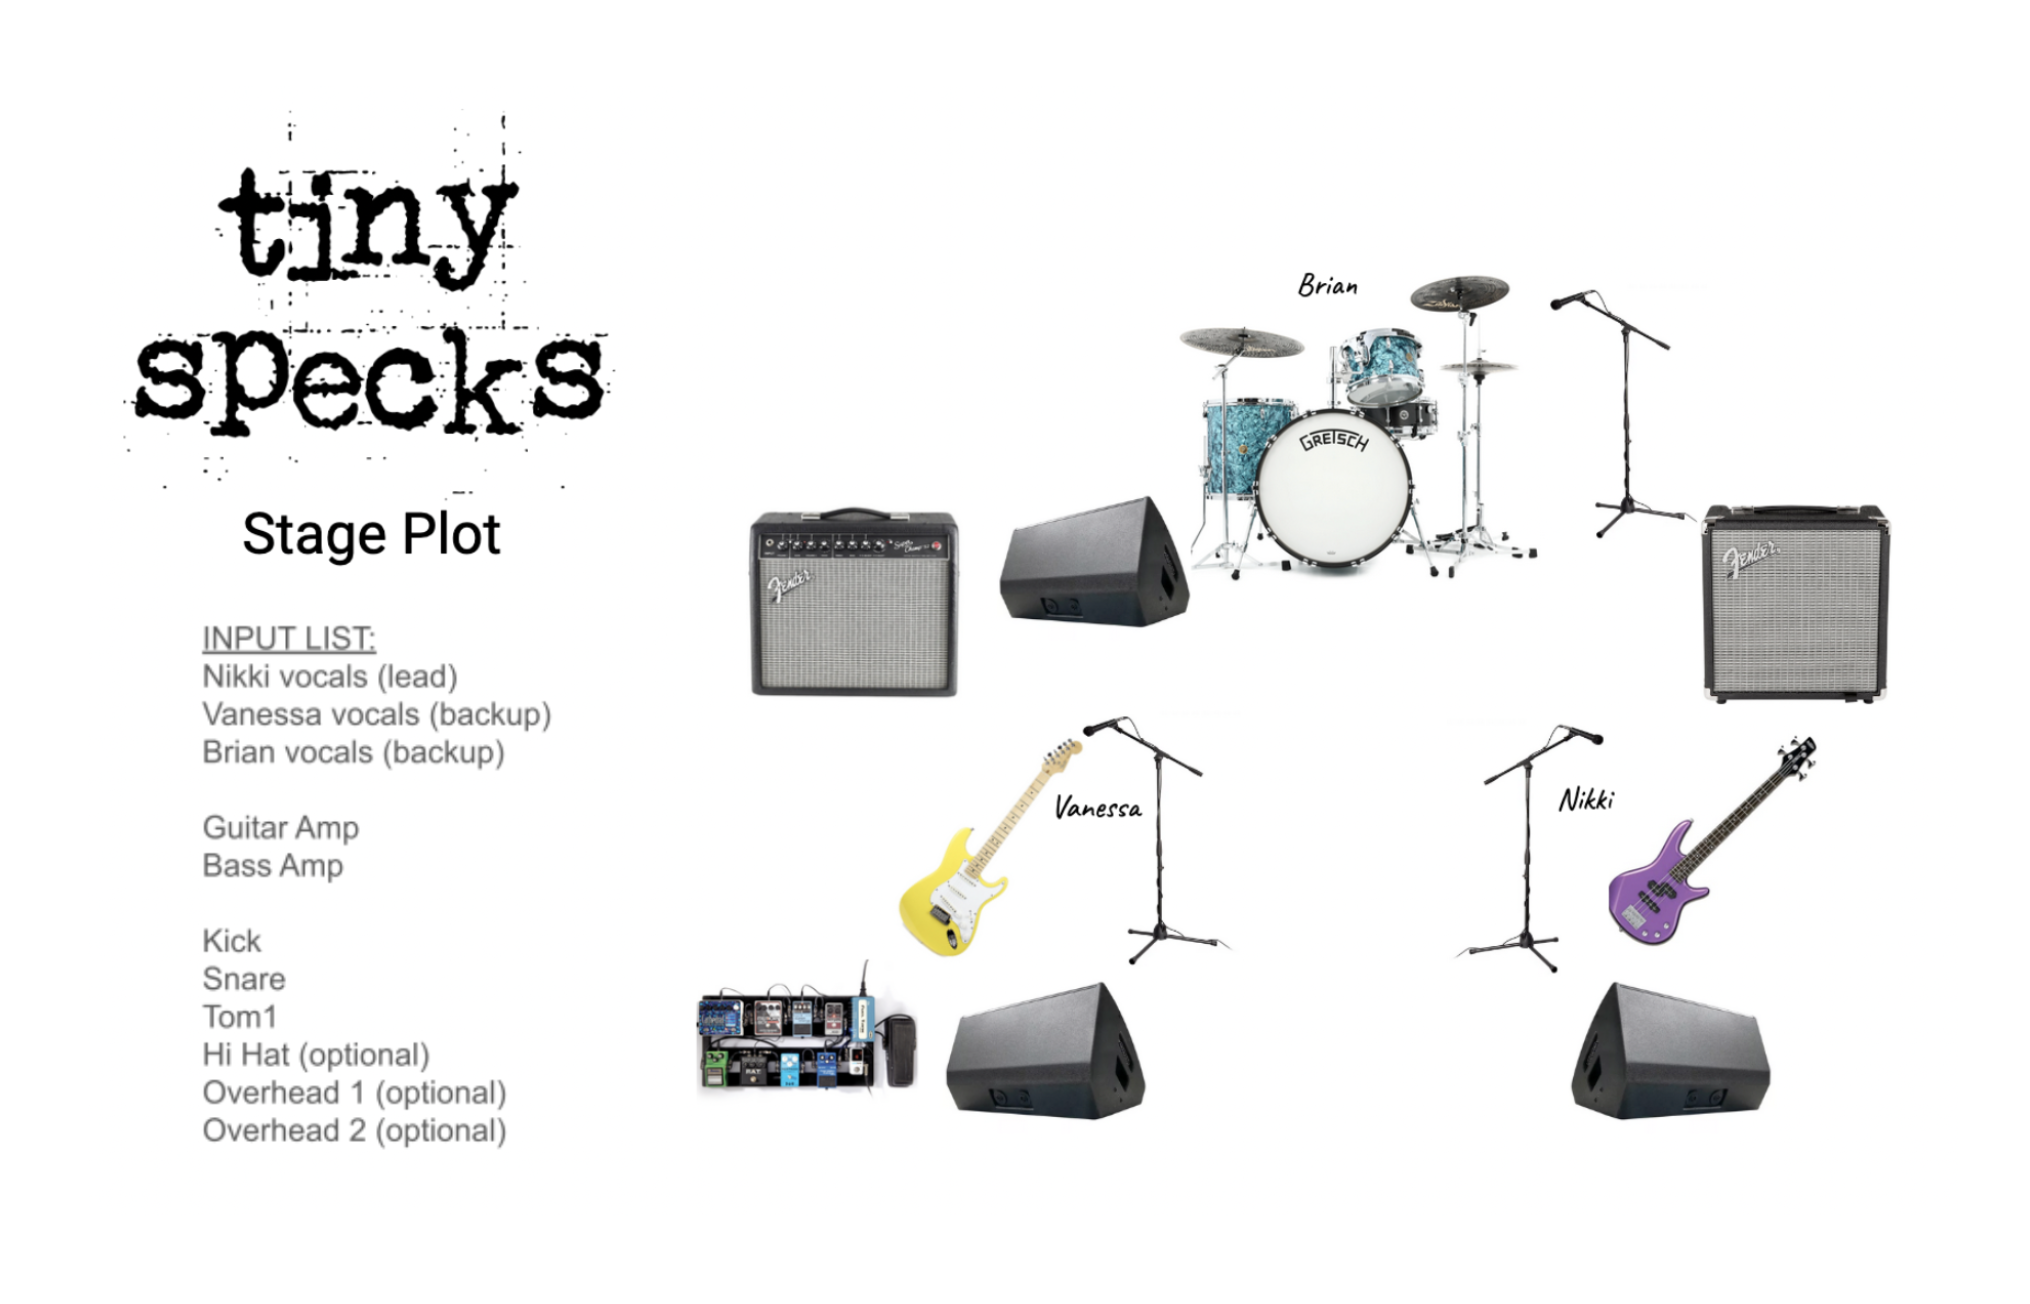 tiny
specks
Stage Plot
INPUT LIST:
Nikki vocals (lead)
Vanessa vocals (backup)
Brian vocals (backup)
Guitar Amp
Bass Amp
Kick
Snare
Tom1
Hi Hat (optional)
Overhead 1 (optional)
Overhead 2 (optional)
Brian
GRETSCH
Fender
Fender
Vanessa
Nikki
RAT